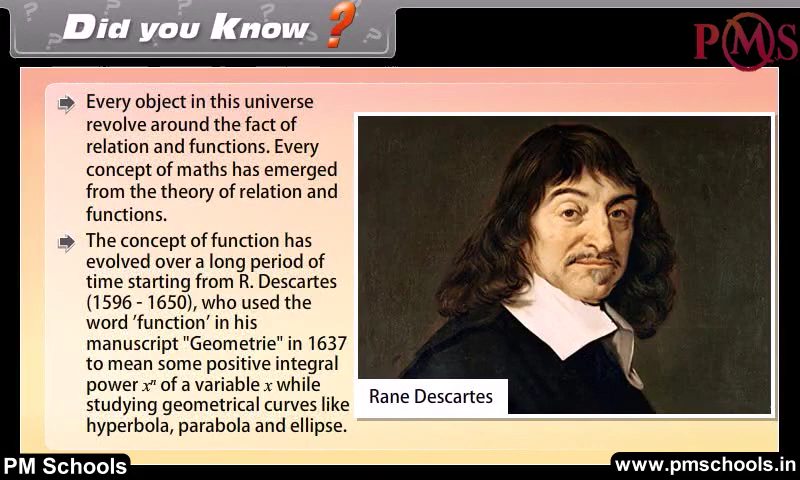 Did you Know ?
PMS
Every object in this universe
revolve around the fact of
relation and functions. Every
concept of maths has emerged
from the theory of relation and
functions.
The concept of function has
evolved over a long period of
time starting from R. Descartes
(1596 - 1650), who used the
word 'function' in his
manuscript "Geometrie" in 1637
to mean some positive integral
power xⁿ of a variable x while
studying geometrical curves like
hyperbola, parabola and ellipse.
Rane Descartes
PM Schools
www.pmschools.in